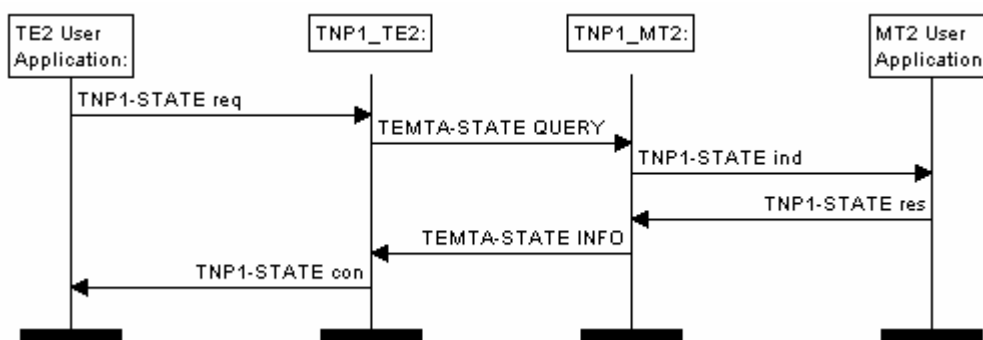 TE2 User
Application:
TNP1_TE2:
TNP1_MT2:
MT2 User
Application
TNP1-STATE req
TEMTA-STATE QUERY
TNP1-STATE ind
TNP1-STATE res
TEMTA-STATE INFO
TNP1-STATE con